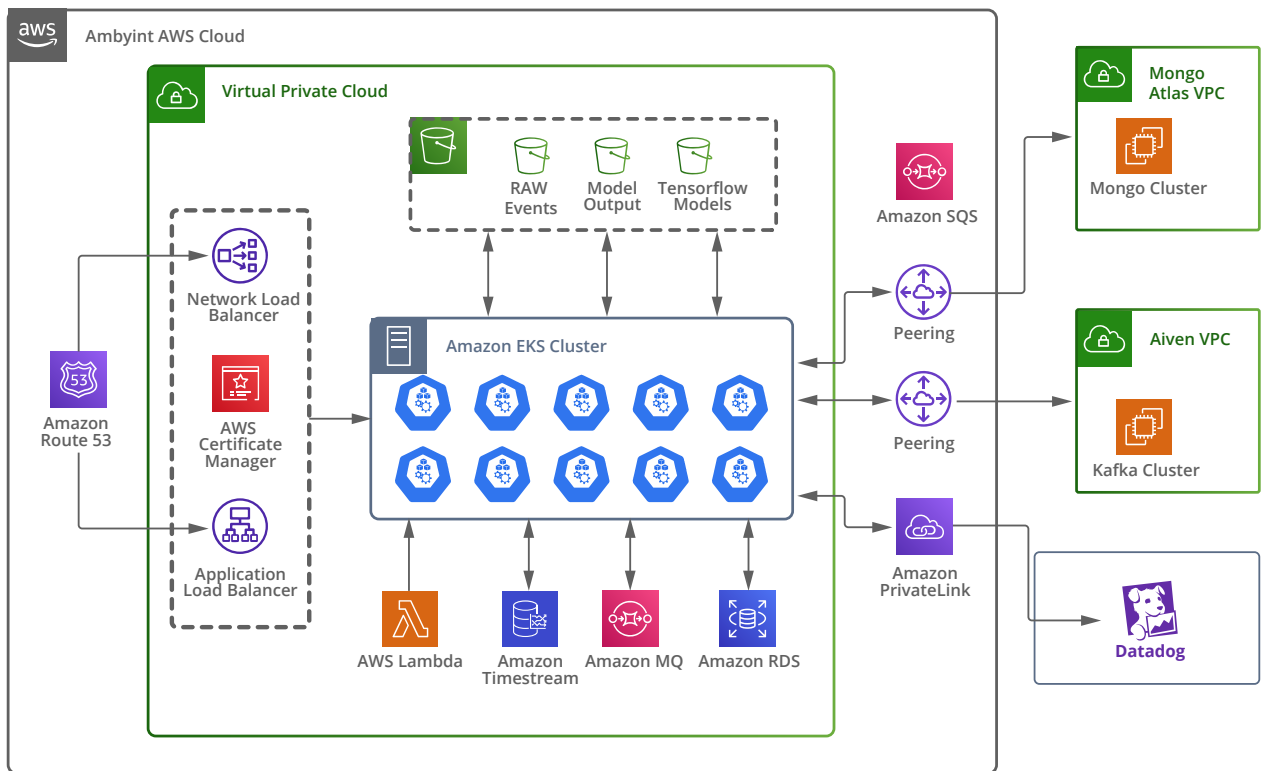 aws
Ambyint AWS Cloud
Virtual Private Cloud
RAW
Events
Model
Output
Tensorflow
Models
Amazon SQS
Mongo
Atlas VPC
Mongo Cluster
Network Load
Balancer
Peering
Amazon EKS Cluster
Aiven VPC
53
Amazon
Route 53
AWS
Certificate
Manager
Peering
Kafka Cluster
Application
Load Balancer
Amazon
PrivateLink
AWS Lambda
Amazon
Timestream
Amazon MQ
Amazon RDS
Datadog